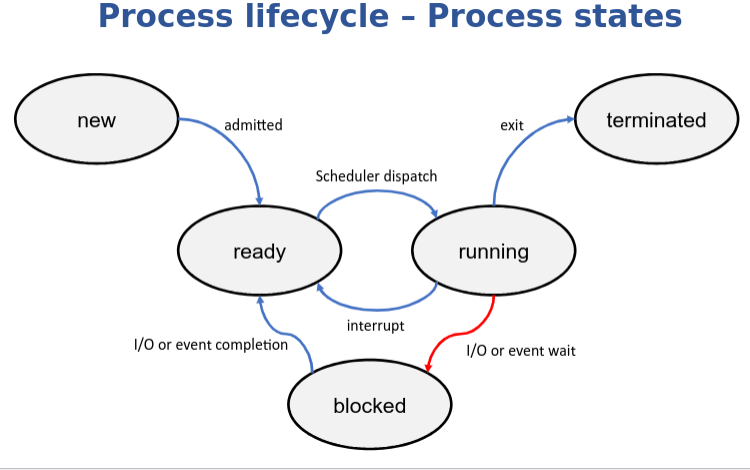 Process lifecycle – Process states
new
admitted
exit
terminated
Scheduler dispatch
ready
running
interrupt
I/O or event completion
I/O or event wait
blocked